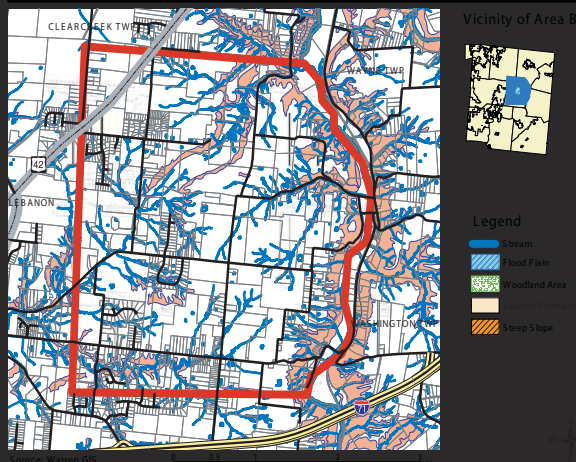 Vicinity of Area B
CLEARCREEK TWP
WAYNE TWP
42
LEBANON
WASHINGTON TWP
71
Legend
Stream
Flood Plain
Woodland Area
Steep Slope
Source: Warren GIS
0 0.5 1 2 3